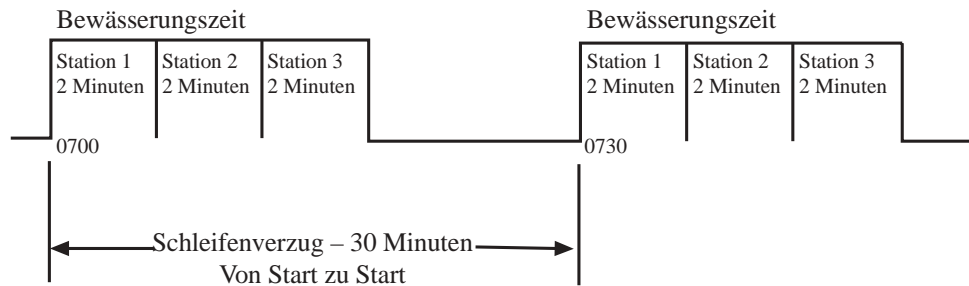 Bewässerungszeit
Bewässerungszeit
Station 1
2 Minuten
Station 2
2 Minuten
Station 3
2 Minuten
Station 1
2 Minuten
Station 2
2 Minuten
Station 3
2 Minuten
0700
0730
Schleifenverzug – 30 Minuten
Von Start zu Start